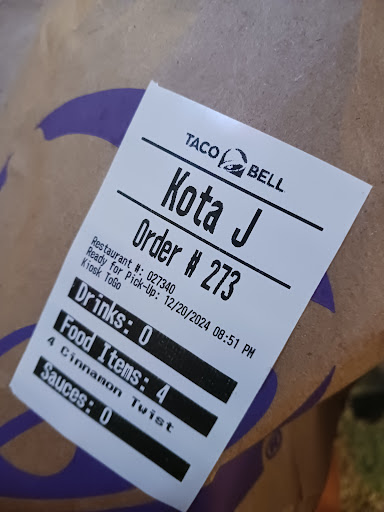 TACO BELL
Kota J
Order # 273
Restaurant #: 027340
Ready for Pick-Up: 12/20/2024 08:51 PM
Kiosk ToGo
Drinks: 0
Food Items: 4
4 Cinnamon Twist
Sauces: 0